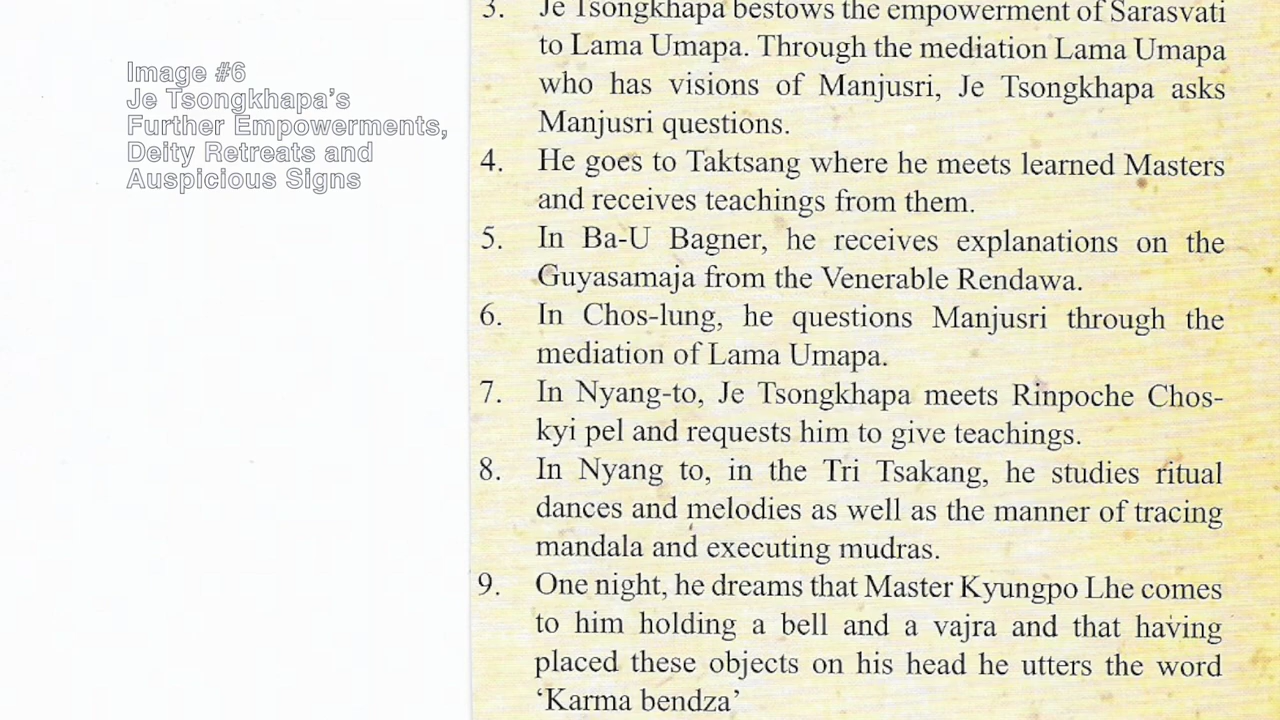 Image #6
Je Tsongkhapa's
Further Empowerments,
Deity Retreats and
Auspicious Signs
3. Je Tsongkhapa bestows the empowerment of Sarasvati
to Lama Umapa. Through the mediation Lama Umapa
who has visions of Manjusri, Je Tsongkhapa asks
Manjusri questions.
4. He goes to Taktsang where he meets learned Masters
and receives teachings from them.
5. In Ba-U Bagner, he receives explanations on the
Guyasamaja from the Venerable Rendawa.
6. In Chos-lung, he questions Manjusri through the
mediation of Lama Umapa.
7. In Nyang-to, Je Tsongkhapa meets Rinpoche Chos-
kyi pel and requests him to give teachings.
8. In Nyang to, in the Tri Tsakang, he studies ritual
dances and melodies as well as the manner of tracing
mandala and executing mudras.
9. One night, he dreams that Master Kyungpo Lhe comes
to him holding a bell and a vajra and that having
placed these objects on his head he utters the word
‘Karma bendza’